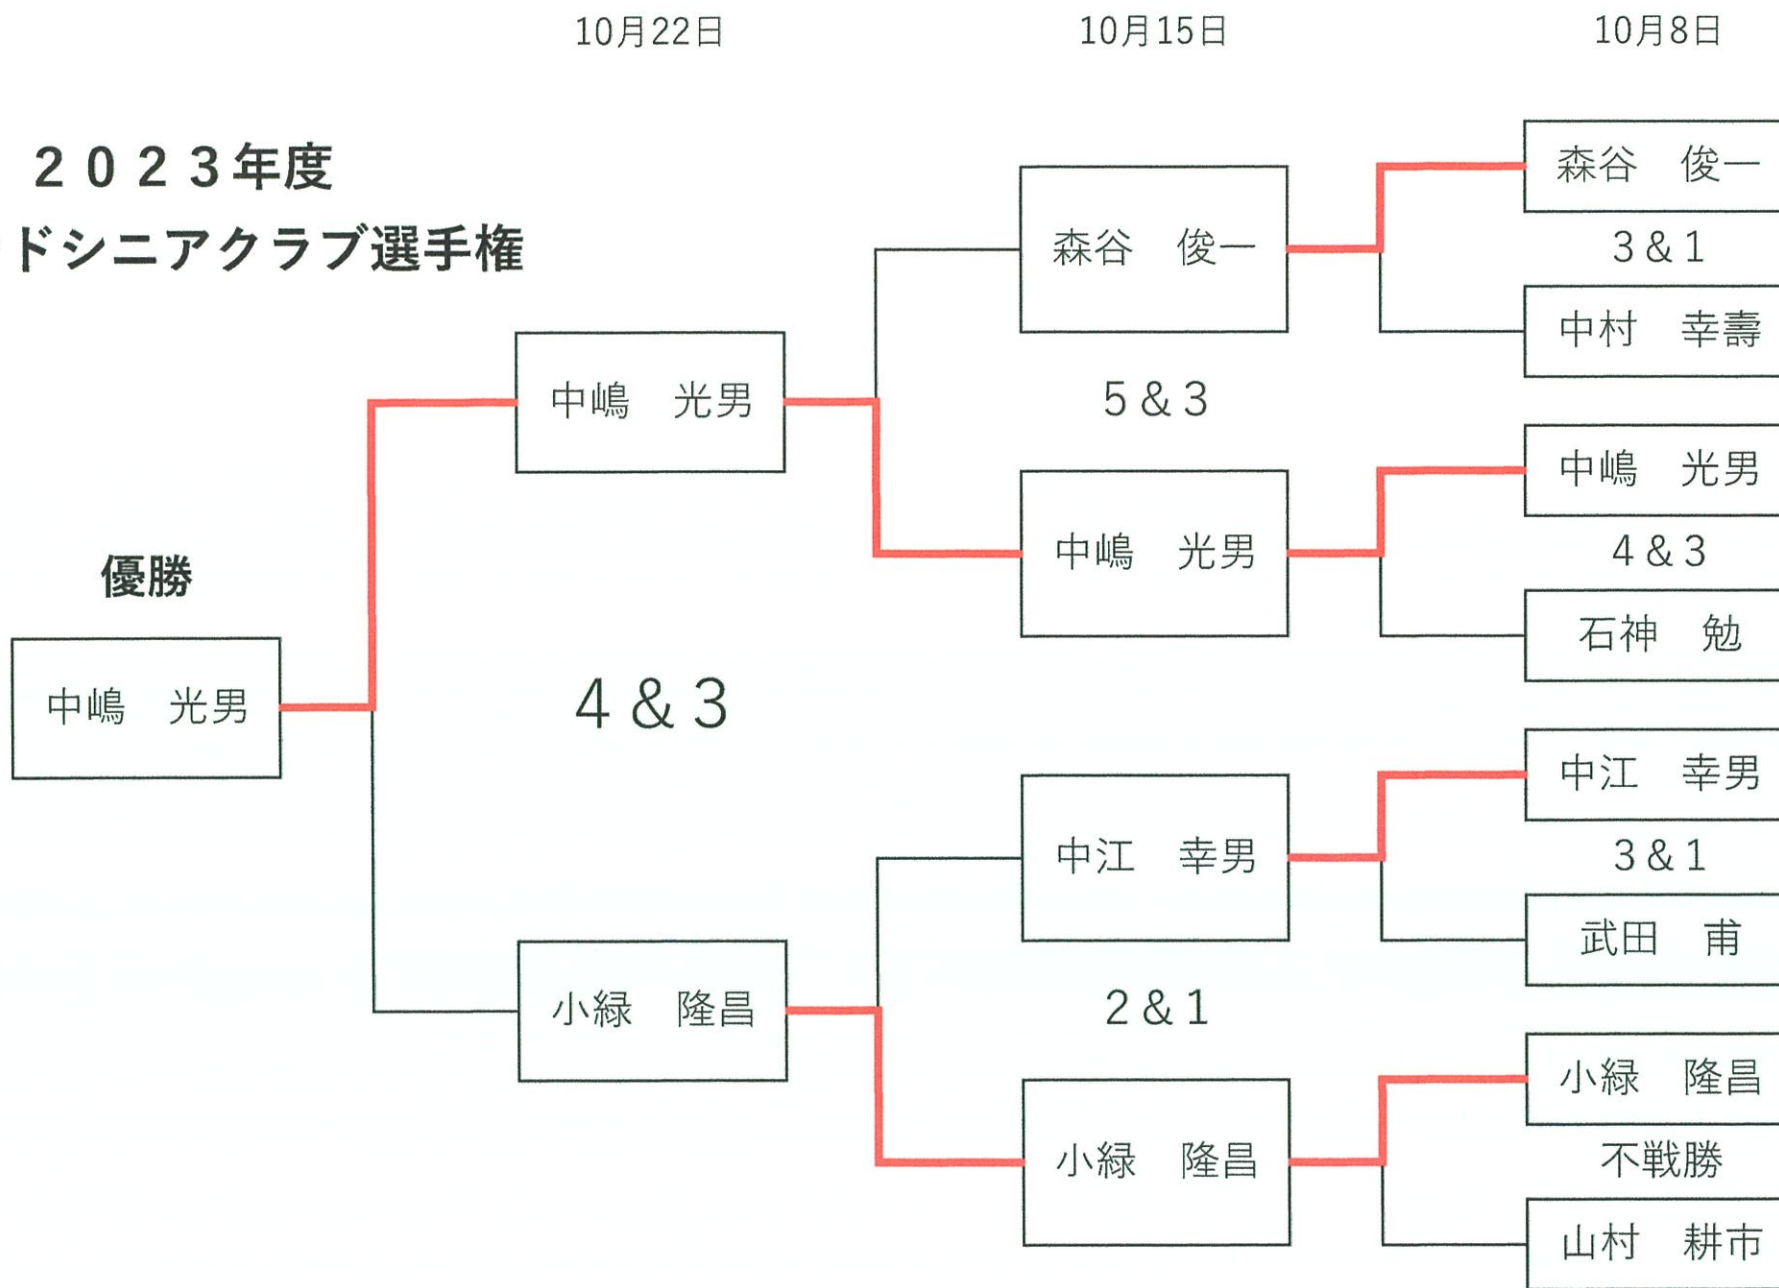 10月22日
10月15日
10月8日
２０２３年度
ドシニアクラブ選手権
優勝
中嶋　光男
中嶋　光男
4＆3
小緑　隆昌
森谷　俊一
5＆3
中嶋　光男
中江　幸男
2＆1
小緑　隆昌
森谷　俊一
3＆1
中村　幸壽
中嶋　光男
4＆3
石神　勉
中江　幸男
3＆1
武田　甫
小緑　隆昌
不戦勝
山村　耕市